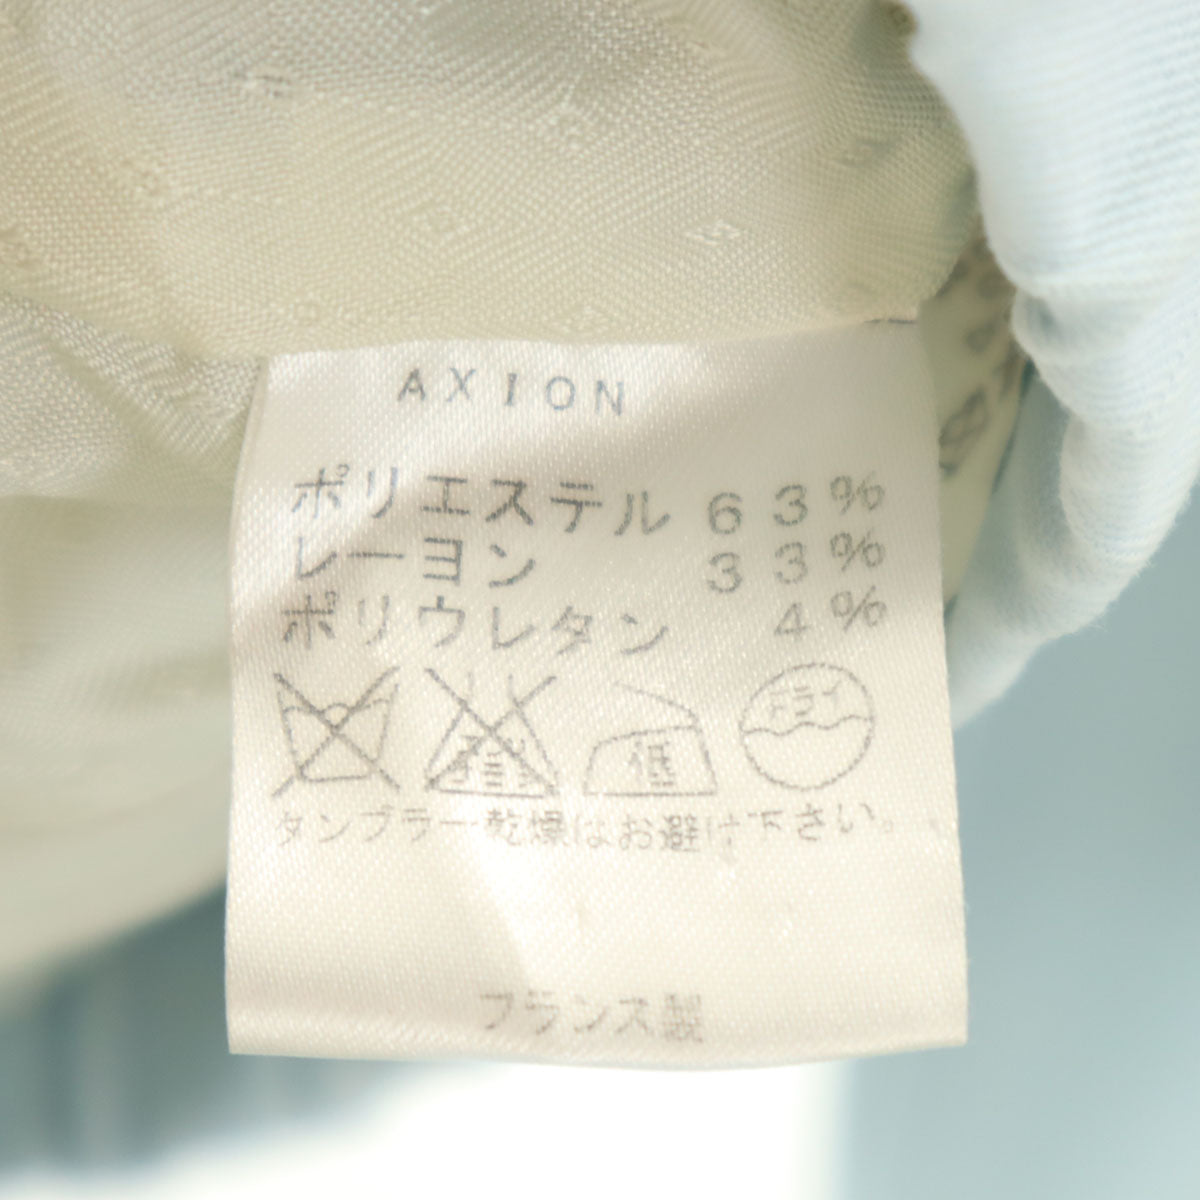 AXION
ポリエステル 63%
レーヨン 33%
ポリウレタン 4%
低 ドライ
タンブラー乾燥はお避け下さい。
フランス製